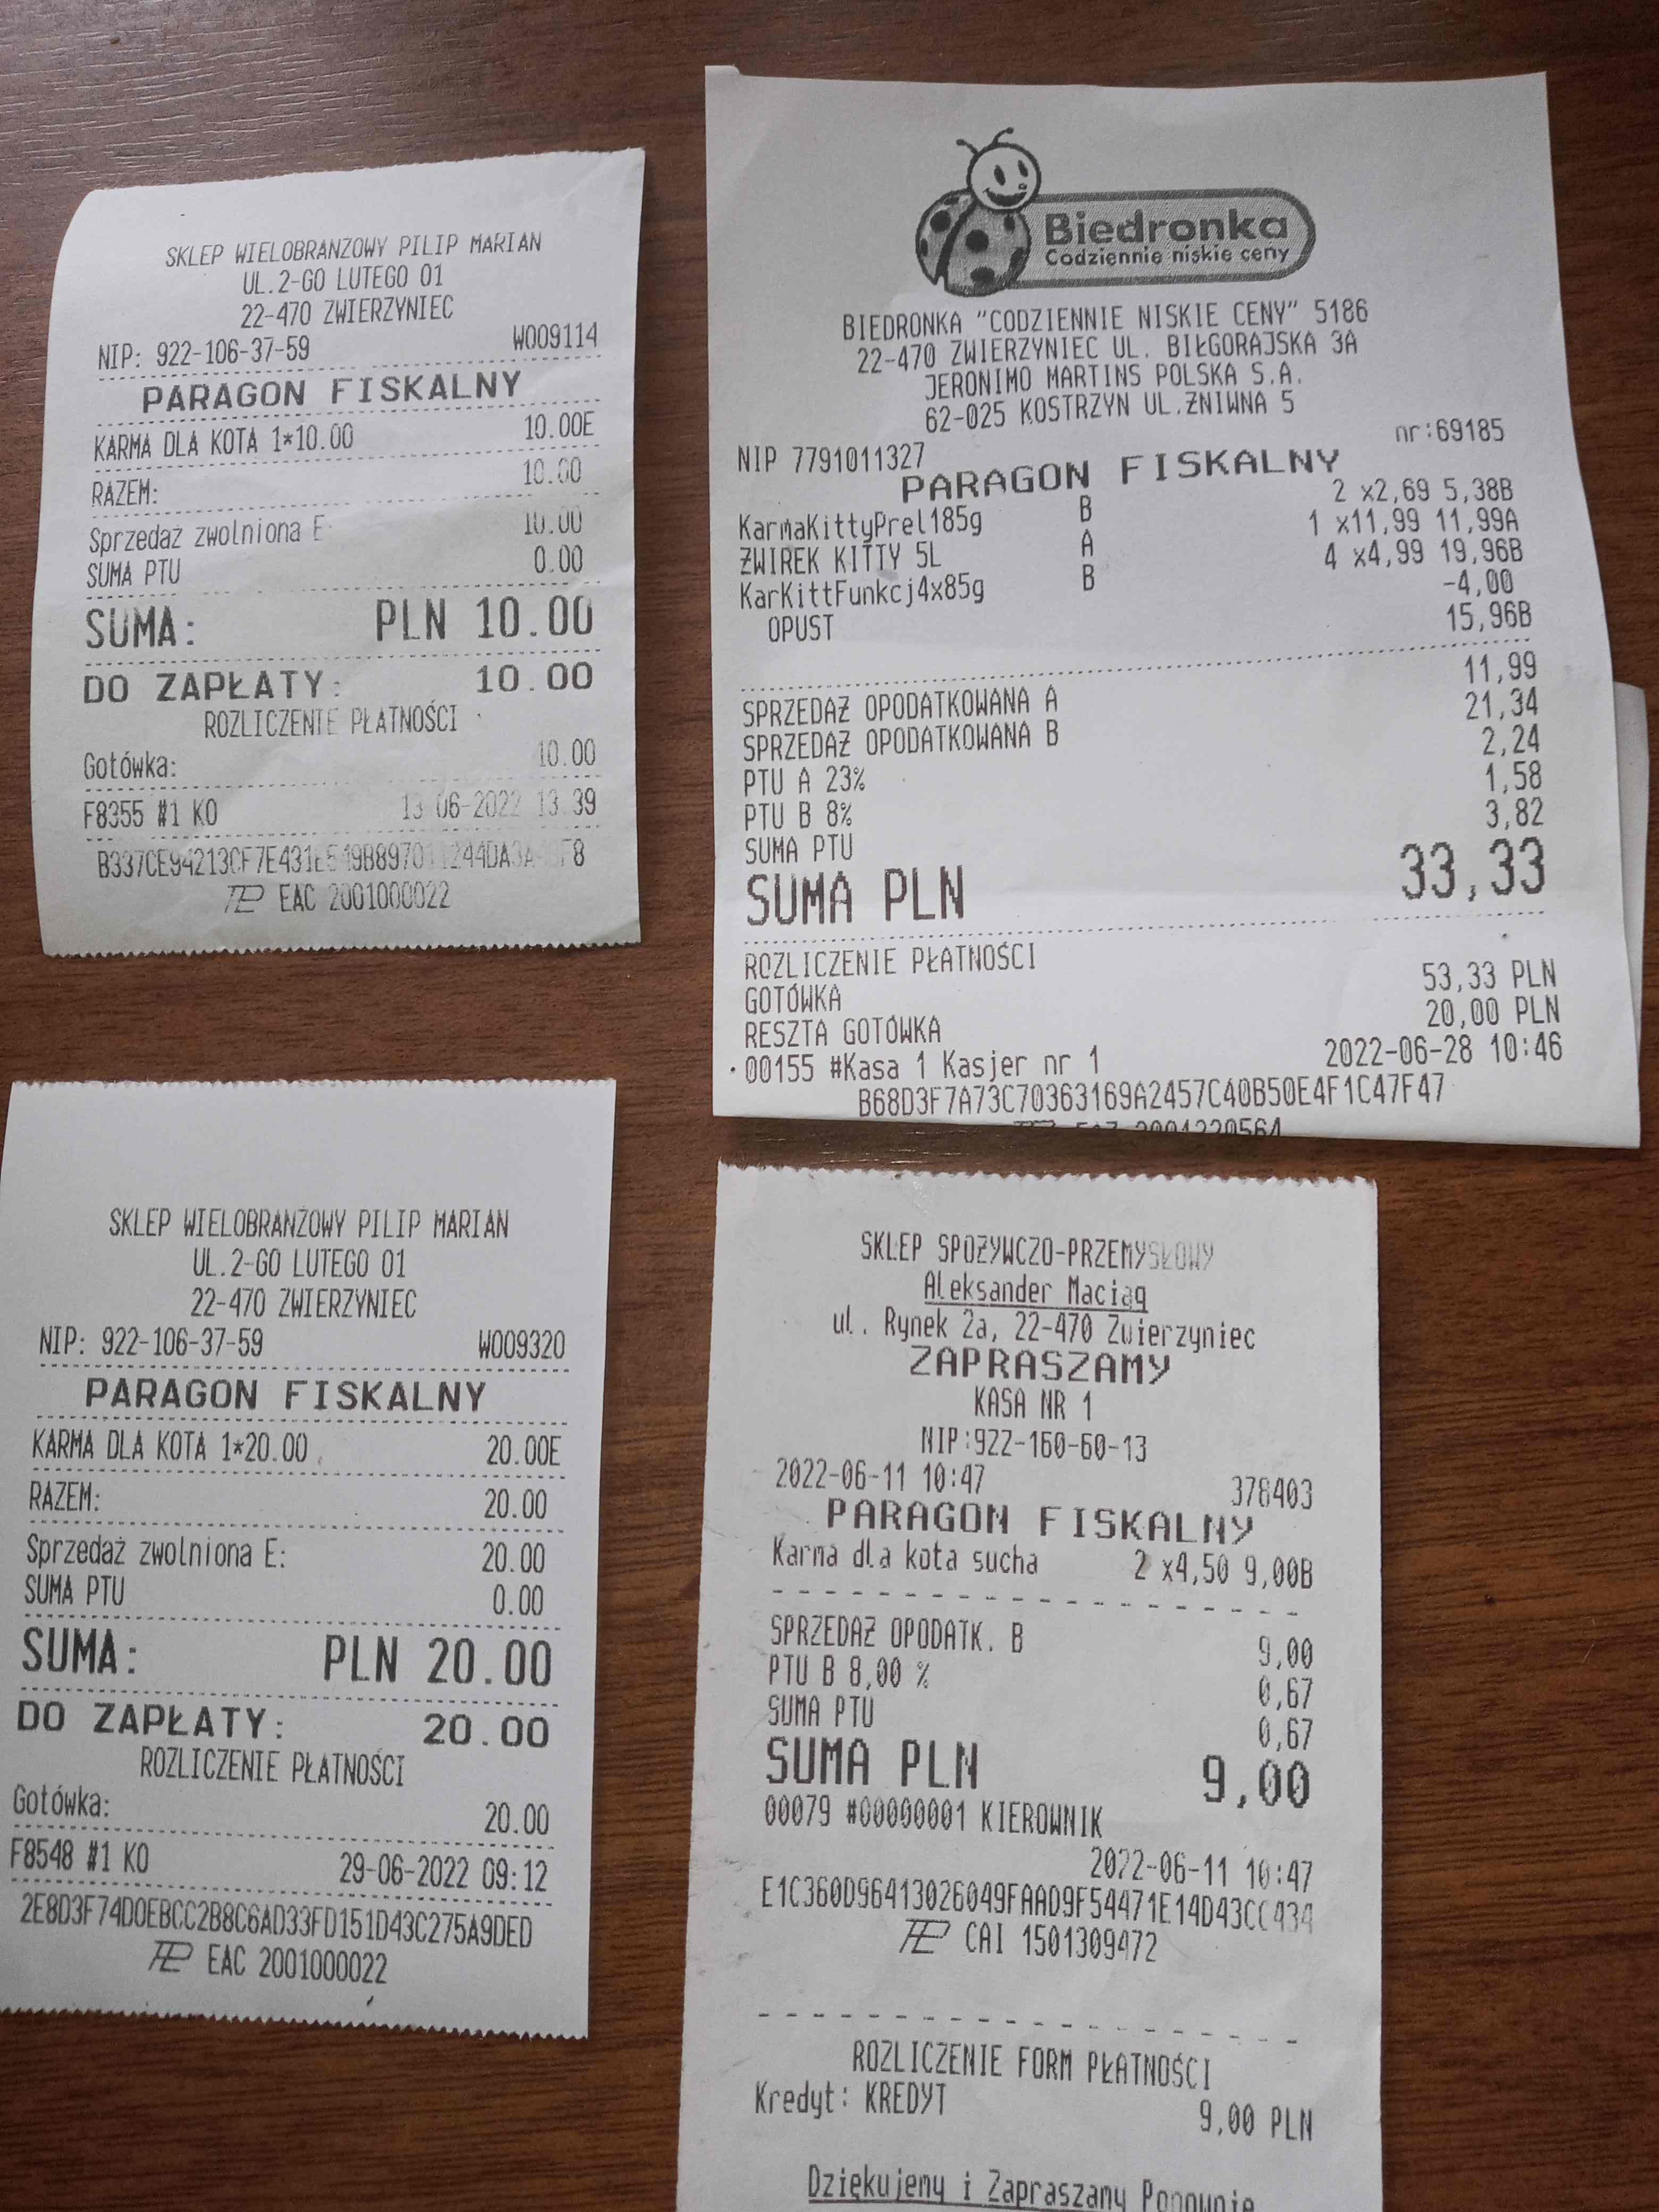 SKLEP WIELOBRANŻOWY PILIP MARIAN
UL.2-GO LUTEGO 01
22-470 ZWIERZYNIEC
NIP: 922-106-37-59 W009114
PARAGON FISKALNY
KARMA DLA KOTA 1*10.00 10.00E
RAZEM: 10.00
Sprzedaż zwolniona E 10.00
SUMA PTU 0.00
SUMA: PLN 10.00
DO ZAPŁATY: 10.00
ROZLICZENIE PŁATNOŚCI
Gotówka: 10.00
F8355 #1 KO 13-06-2022 13:39
EAC 2001000022
Biedronka
Codziennie niskie ceny
BIEDRONKA "CODZIENNIE NISKIE CENY" 5186
22-470 ZWIERZYNIEC UL. BIŁGORAJSKA 3A
JERONIMO MARTINS POLSKA S.A.
62-025 KOSTRZYN UL.ŻNIWNA 5
NIP 7791011327 nr:69185
PARAGON FISKALNY
KarmaKittyPrel185g B 2 x2,69 5,38B
ŻWIREK KITTY 5L A 1 x11,99 11,99A
KarKittFunkcj4x85g B 4 x4,99 19,96B
OPUST -4,00
15,96B
SPRZEDAŻ OPODATKOWANA A 11,99
SPRZEDAŻ OPODATKOWANA B 21,34
PTU A 23% 2,24
PTU B 8% 1,58
SUMA PTU 3,82
SUMA PLN 33,33
ROZLICZENIE PŁATNOŚCI
GOTÓWKA 53,33 PLN
RESZTA GOTÓWKA 20,00 PLN
00155 #Kasa 1 Kasjer nr 1 2022-06-28 10:46
B68D3F7A73C70363169A2457C40B50E4F1C47F47
SKLEP WIELOBRANŻOWY PILIP MARIAN
UL.2-GO LUTEGO 01
22-470 ZWIERZYNIEC
NIP: 922-106-37-59 W009320
PARAGON FISKALNY
KARMA DLA KOTA 1*20.00 20.00E
RAZEM: 20.00
Sprzedaż zwolniona E: 20.00
SUMA PTU 0.00
SUMA: PLN 20.00
DO ZAPŁATY: 20.00
ROZLICZENIE PŁATNOŚCI
Gotówka: 20.00
F8548 #1 KO 29-06-2022 09:12
2E8D3F74D0EBCC2B8C6AD33FD151D43C275A9DED
EAC 2001000022
SKLEP SPOŻYWCZO-PRZEMYSŁOWY
Aleksander Maciąg
ul. Rynek 2a, 22-470 Zwierzyniec
ZAPRASZAMY
KASA NR 1
NIP:922-160-60-13
2022-06-11 10:47 378403
PARAGON FISKALNY
Karma dla kota sucha 2 x4,50 9,00B
SPRZEDAŻ OPODATK. B 9,00
PTU B 8,00 % 0,67
SUMA PTU 0,67
SUMA PLN 9,00
00079 #00000001 KIEROWNIK
2022-06-11 10:47
E1C360D96413026049FAAD9F54471E14D43CC434
CAI 1501309472
ROZLICZENIE FORM PŁATNOŚCI
Kredyt: KREDYT 9,00 PLN
Dziękujemy i Zapraszamy Ponownie